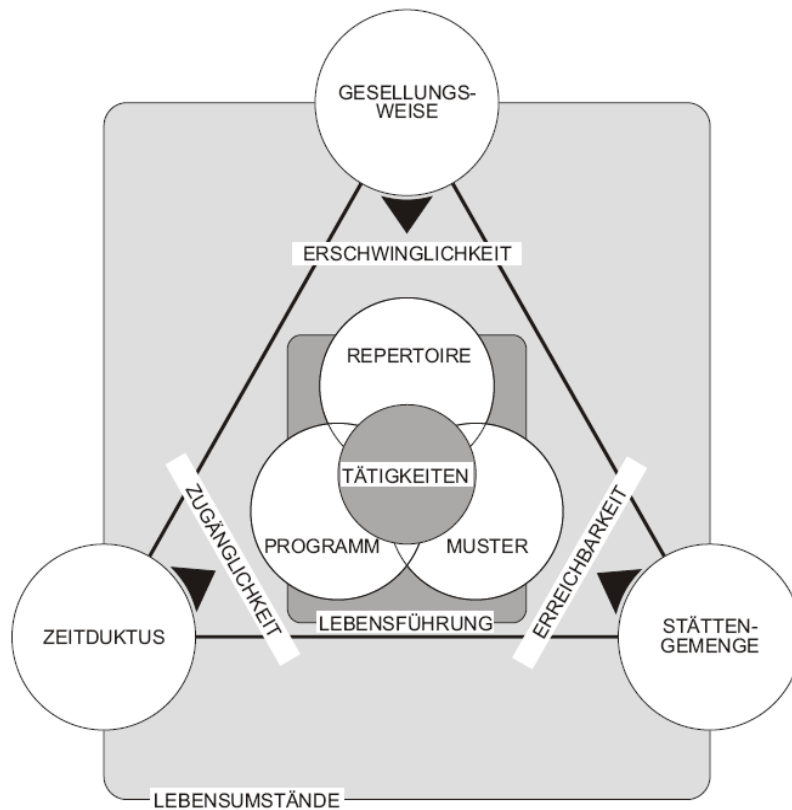 GESELLUNGS-
WEISE
ERSCHWINGLICHKEIT
REPERTOIRE
TÄTIGKEITEN
ZUGÄNGLICHKEIT
ERREICHBARKEIT
PROGRAMM
MUSTER
LEBENSFÜHRUNG
ZEITDUKTUS
STÄTTEN-
GEMENGE
LEBENSUMSTÄNDE